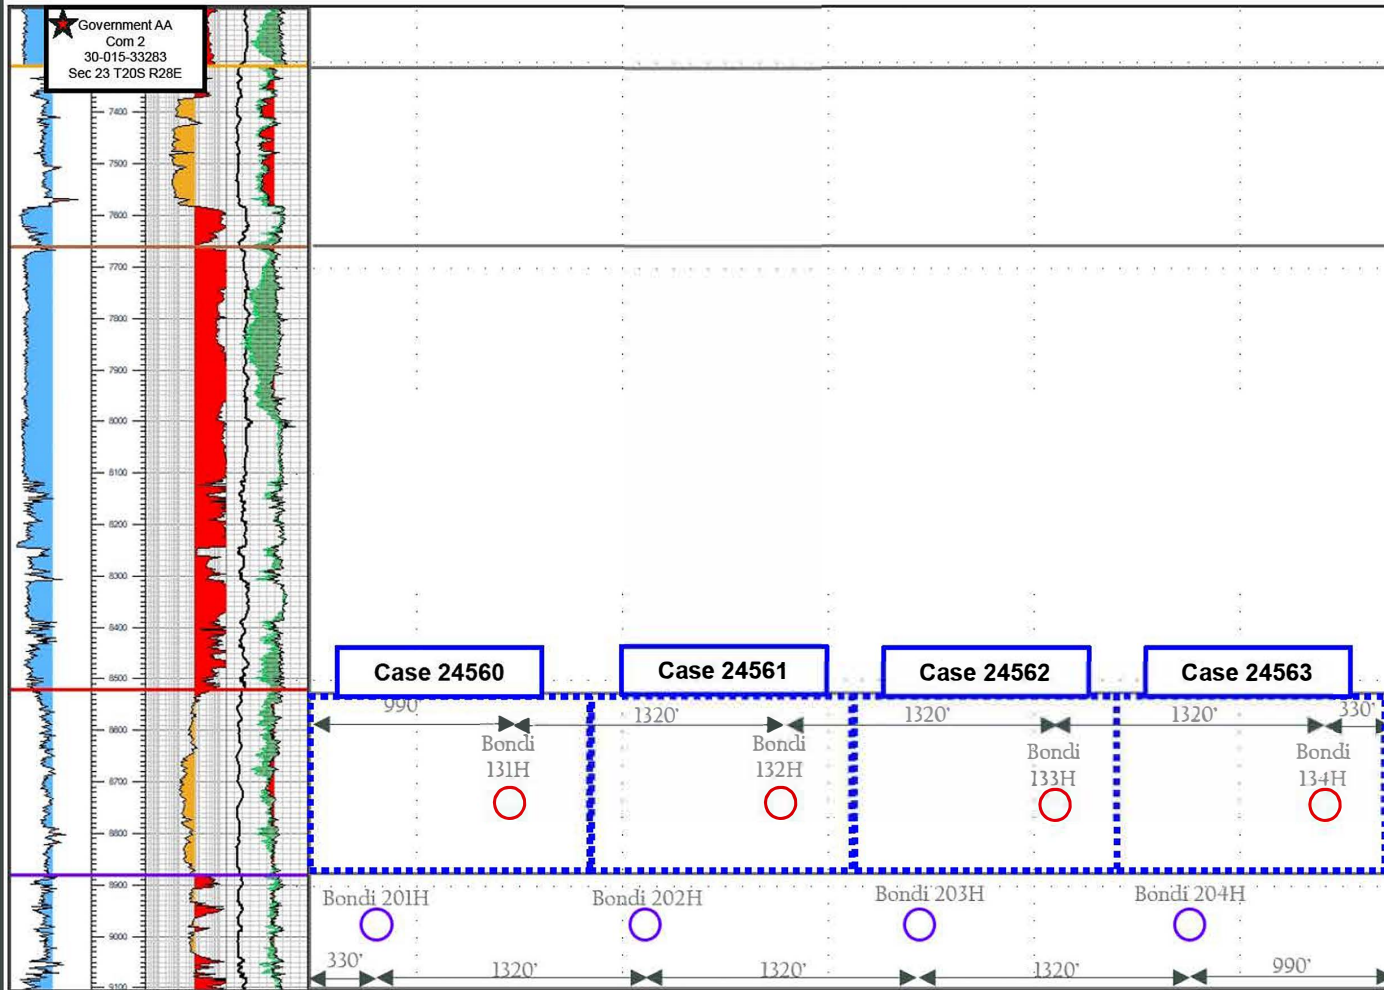 Government AA
Com 2
30-015-33283
Sec 23 T20S R28E
7400
7500
7600
7700
7800
7900
8000
8100
8200
8300
8400
8500
8600
8700
8800
8900
9000
9100
Case 24560
Case 24561
Case 24562
Case 24563
990'
1320'
1320'
1320'
330'
Bondi
131H
Bondi
132H
Bondi
133H
Bondi
134H
Bondi 201H
Bondi 202H
Bondi 203H
Bondi 204H
330'
1320'
1320'
1320'
990'